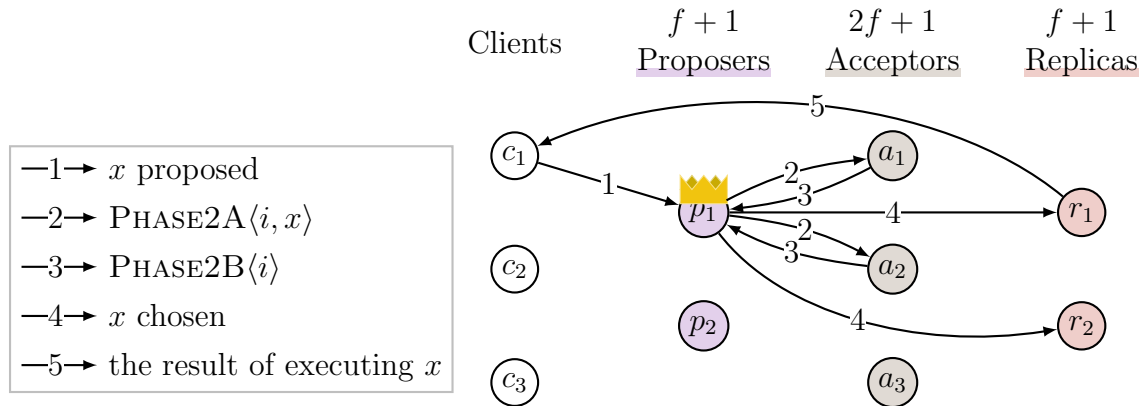 Clients
f + 1
Proposers
2f + 1
Acceptors
f + 1
Replicas
1 x proposed
2 PHASE2A⟨i, x⟩
3 PHASE2B⟨i⟩
4 x chosen
5 the result of executing x
5
c1
1
2
3
a1
p1
4
r1
2
3
c2
a2
p2
4
r2
c3
a3